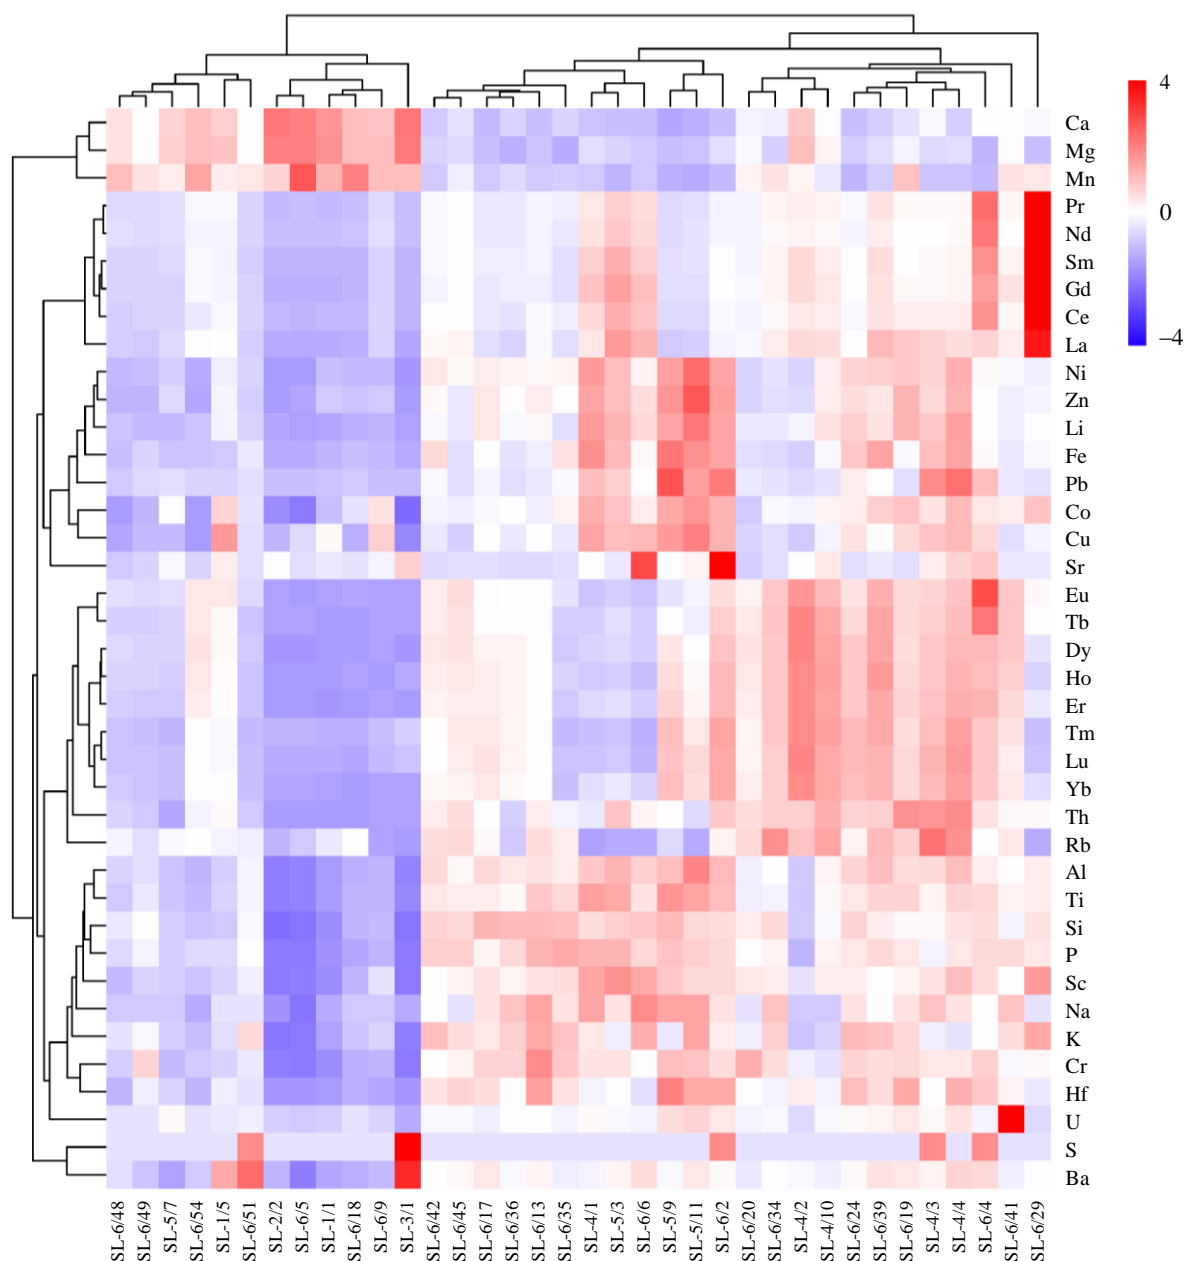 4
0
–4
Ca
Mg
Mn
Pr
Nd
Sm
Gd
Ce
La
Ni
Zn
Li
Fe
Pb
Co
Cu
Sr
Eu
Tb
Dy
Ho
Er
Tm
Lu
Yb
Th
Rb
Al
Ti
Si
P
Sc
Na
K
Cr
Hf
U
S
Ba
SL-6/48
SL-6/49
SL-5/7
SL-6/54
SL-1/5
SL-6/51
SL-2/2
SL-6/5
SL-1/1
SL-6/18
SL-6/9
SL-3/1
SL-6/42
SL-6/45
SL-6/17
SL-6/36
SL-6/13
SL-6/35
SL-4/1
SL-5/3
SL-6/6
SL-5/9
SL-5/11
SL-6/2
SL-6/20
SL-6/34
SL-4/2
SL-4/10
SL-6/24
SL-6/39
SL-6/19
SL-4/3
SL-4/4
SL-6/4
SL-6/41
SL-6/29